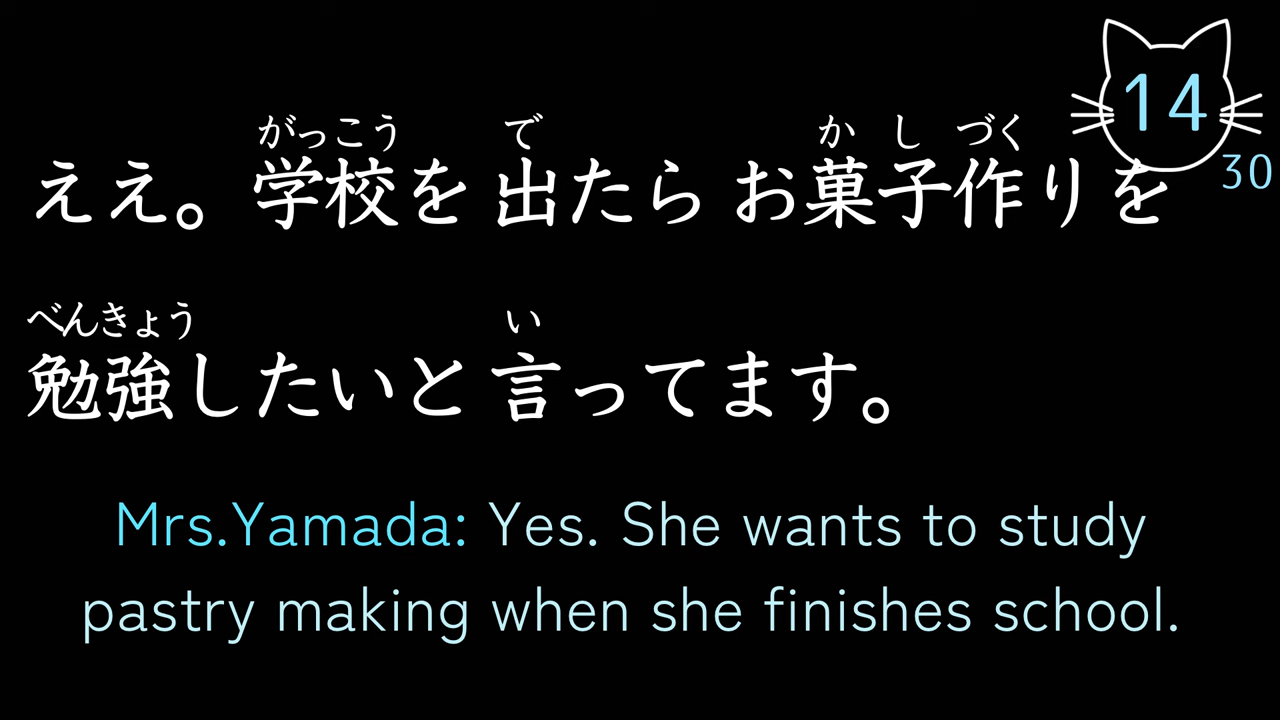 14
30
がっこう で かしづく
ええ。学校を 出たら お菓子作りを
べんきょう い
勉強したいと 言ってます。
Mrs.Yamada: Yes. She wants to study
pastry making when she finishes school.